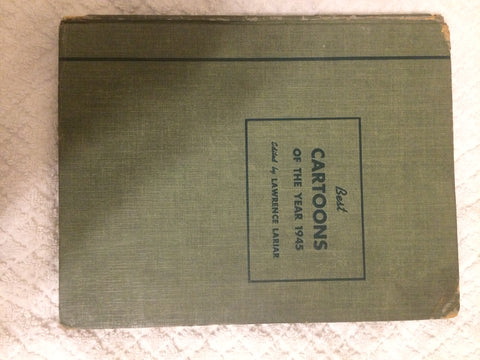 Best
CARTOONS
OF THE YEAR 1945
Edited by LAWRENCE LARIAR